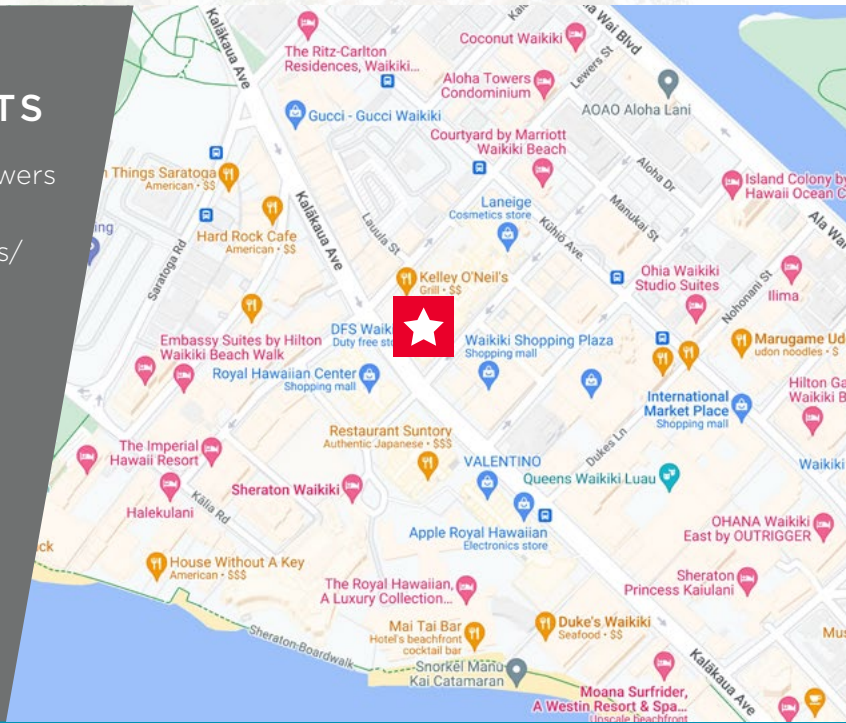 TS
wers
s/
Kalākaua Ave
The Ritz-Carlton
Residences, Waikiki...
Coconut Waikiki
Ala Wai Blvd
Lewers St
Aloha Towers
Condominium
AOAO Aloha Lani
Gucci - Gucci Waikiki
Courtyard by Marriott
Waikiki Beach
Aloha Dr
Island Colony by
Hawaii Ocean C
Things Saratoga
American • $$
Kalākaua Ave
Laneige
Cosmetics store
Manukai St
Ala Wai
Hard Rock Cafe
American • $$
Lauula St
Kūhiō Ave
Saratoga Rd
ing
Kelley O'Neil's
Grill • $$
Ohia Waikiki
Studio Suites
Nohonani St
Ilima
Embassy Suites by Hilton
Waikiki Beach Walk
DFS Waiki
Duty free sto
Waikiki Shopping Plaza
Shopping mall
Marugame Ud
udon noodles • $
Royal Hawaiian Center
Shopping mall
International
Market Place
Shopping mall
Hilton Ga
Waikiki B
Restaurant Suntory
Authentic Japanese • $$$
Dukes Ln
The Imperial
Hawaii Resort
VALENTINO
Queens Waikiki Luau
Waikiki
Sheraton Waikiki
Halekulani
Kālia Rd
Apple Royal Hawaiian
Electronics store
OHANA Waikiki
East by OUTRIGGER
ck
House Without A Key
American • $$$
The Royal Hawaiian,
A Luxury Collection...
Sheraton
Princess Kaiulani
Mai Tai Bar
Hotel's beachfront
cocktail bar
Duke's Waikiki
Seafood • $$
Mus
Sheraton Boardwalk
Snorkel Manu
Kai Catamaran
Kalākaua Ave
Moana Surfrider,
A Westin Resort & Spa...
Upscale beachfront